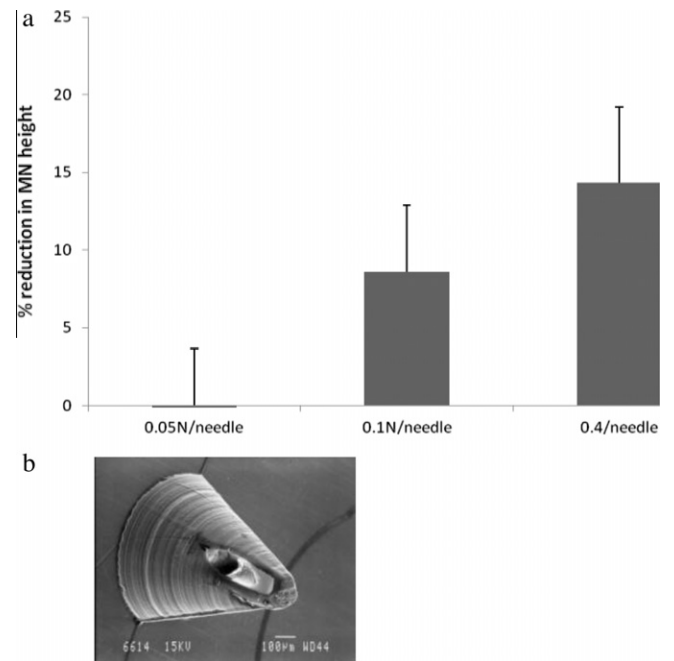 a
25
20
15
10
5
0
% reduction in MN height
0.05N/needle 0.1N/needle 0.4/needle
b
6614 15KV 100µm WD44